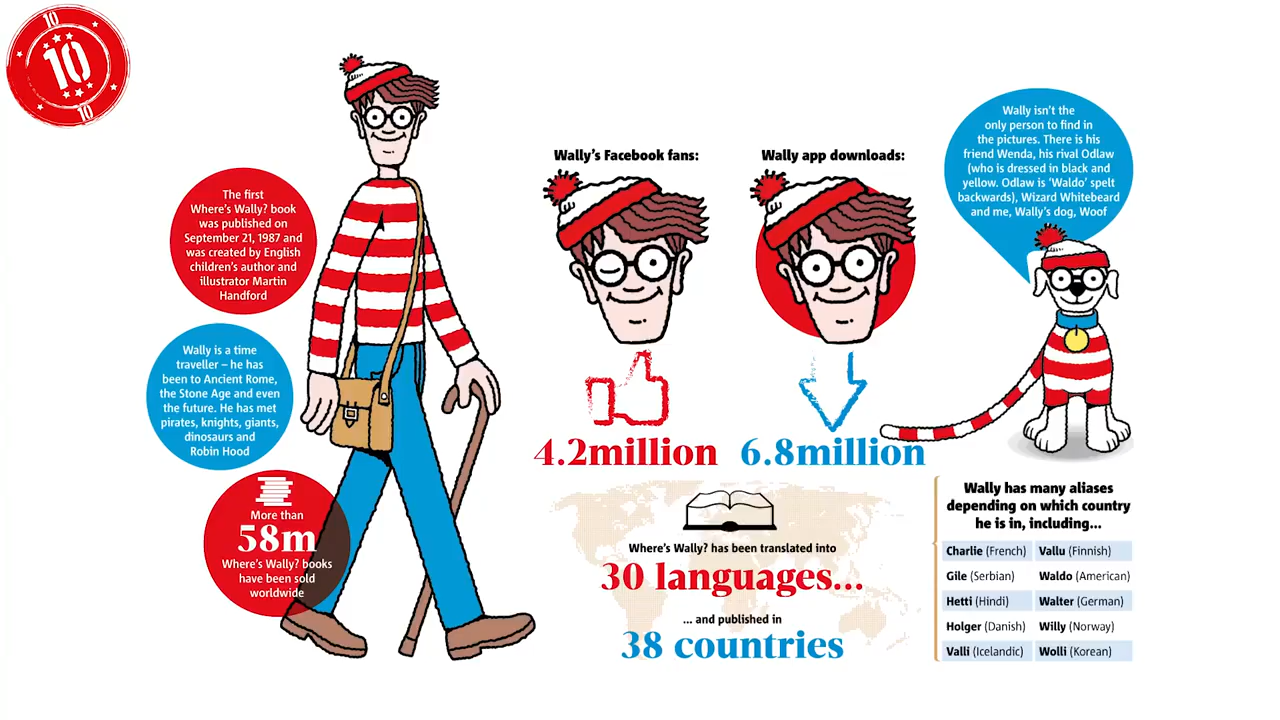 10
10
10
The first
Where's Wally? book
was published on
September 21, 1987 and
was created by English
children's author and
illustrator Martin
Handford
Wally is a time
traveller – he has
been to Ancient Rome,
the Stone Age and even
the future. He has met
pirates, knights, giants,
dinosaurs and
Robin Hood
More than
58m
Where's Wally? books
have been sold
worldwide
Wally's Facebook fans:
4.2million
Wally app downloads:
6.8million
Where's Wally? has been translated into
30 languages...
... and published in
38 countries
Wally isn't the
only person to find in
the pictures. There is his
friend Wenda, his rival Odlaw
(who is dressed in black and
yellow. Odlaw is 'Waldo' spelt
backwards), Wizard Whitebeard
and me, Wally's dog, Woof
Wally has many aliases
depending on which country
he is in, including...
Charlie (French) Vallu (Finnish)
Gile (Serbian) Waldo (American)
Hetti (Hindi) Walter (German)
Holger (Danish) Willy (Norway)
Valli (Icelandic) Wolli (Korean)